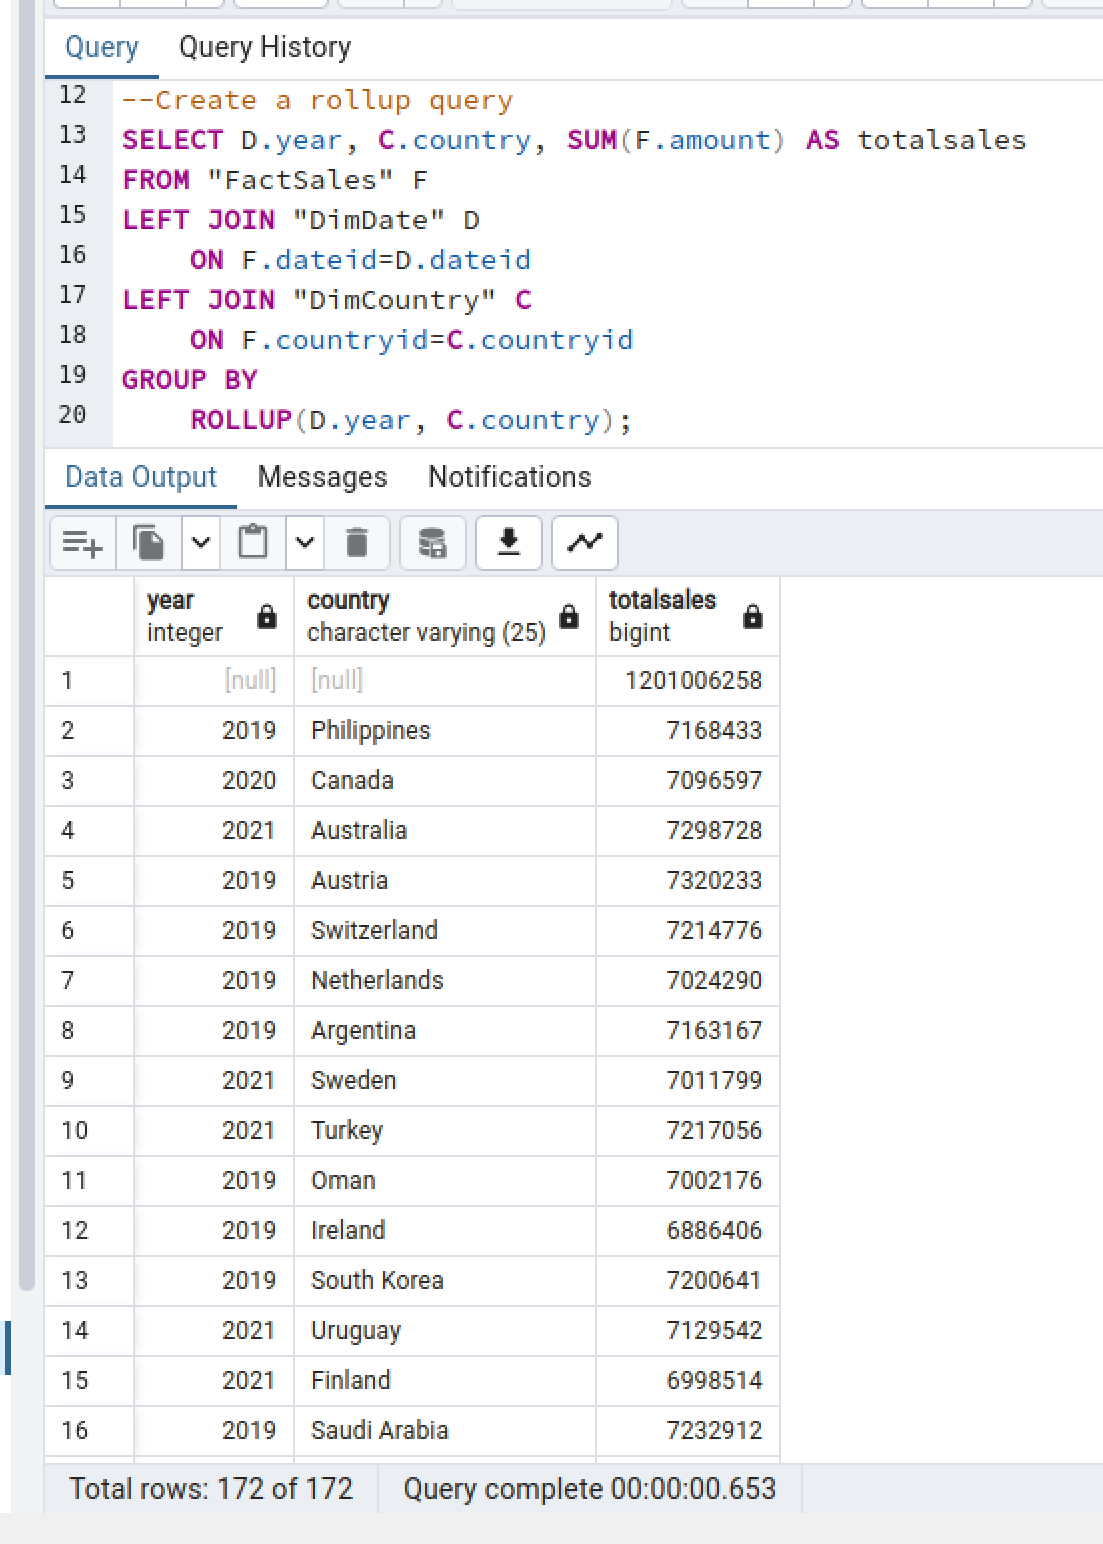 Query Query History
12 --Create a rollup query
13 SELECT D.year, C.country, SUM(F.amount) AS totalsales
14 FROM "FactSales" F
15 LEFT JOIN "DimDate" D
16 ON F.dateid=D.dateid
17 LEFT JOIN "DimCountry" C
18 ON F.countryid=C.countryid
19 GROUP BY
20 ROLLUP(D.year, C.country);
Data Output Messages Notifications
year country totalsales
integer character varying (25) bigint
1 [null] [null] 1201006258
2 2019 Philippines 7168433
3 2020 Canada 7096597
4 2021 Australia 7298728
5 2019 Austria 7320233
6 2019 Switzerland 7214776
7 2019 Netherlands 7024290
8 2019 Argentina 7163167
9 2021 Sweden 7011799
10 2021 Turkey 7217056
11 2019 Oman 7002176
12 2019 Ireland 6886406
13 2019 South Korea 7200641
14 2021 Uruguay 7129542
15 2021 Finland 6998514
16 2019 Saudi Arabia 7232912
Total rows: 172 of 172 Query complete 00:00:00.653